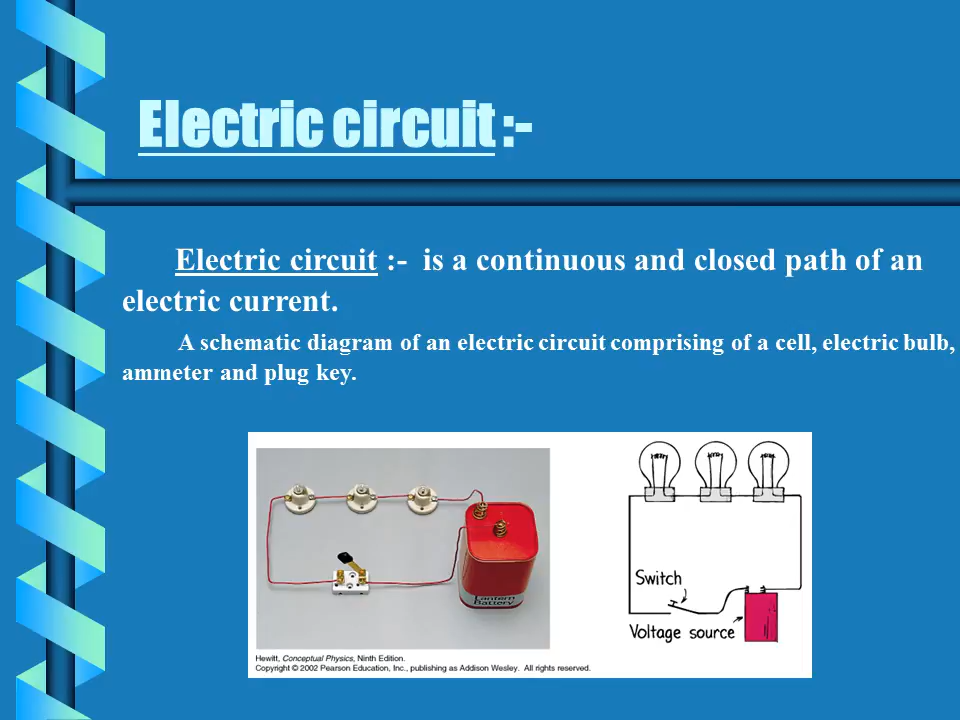 Electric circuit :-
Electric circuit :- is a continuous and closed path of an
electric current.
A schematic diagram of an electric circuit comprising of a cell, electric bulb,
ammeter and plug key.
Lantern
Battery
Switch
Voltage source
Hewitt, Conceptual Physics, Ninth Edition.
Copyright © 2002 Pearson Education, Inc., publishing as Addison Wesley. All rights reserved.